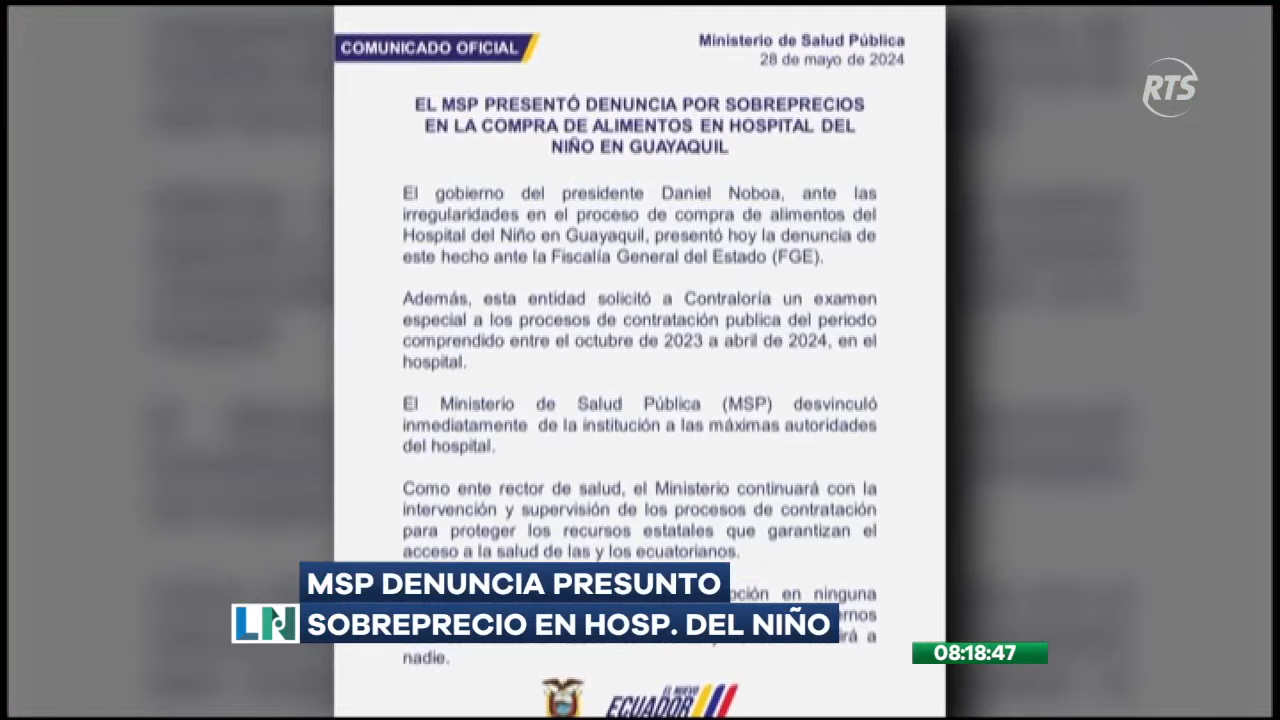 COMUNICADO OFICIAL
Ministerio de Salud Pública
28 de mayo de 2024
RTS
EL MSP PRESENTÓ DENUNCIA POR SOBREPRECIOS
EN LA COMPRA DE ALIMENTOS EN HOSPITAL DEL
NIÑO EN GUAYAQUIL
El gobierno del presidente Daniel Noboa, ante las
irregularidades en el proceso de compra de alimentos del
Hospital del Niño en Guayaquil, presentó hoy la denuncia de
este hecho ante la Fiscalía General del Estado (FGE).
Además, esta entidad solicitó a Contraloría un examen
especial a los procesos de contratación publica del periodo
comprendido entre el octubre de 2023 a abril de 2024, en el
hospital.
El Ministerio de Salud Pública (MSP) desvinculó
inmediatamente de la institución a las máximas autoridades
del hospital.
Como ente rector de salud, el Ministerio continuará con la
intervención y supervisión de los procesos de contratación
para proteger los recursos estatales que garantizan el
acceso a la salud de las y los ecuatorianos.
en ninguna
a
nadie.
MSP DENUNCIA PRESUNTO
LN SOBREPRECIO EN HOSP. DEL NIÑO
08:18:47
EL NUEVO
ECUADOR